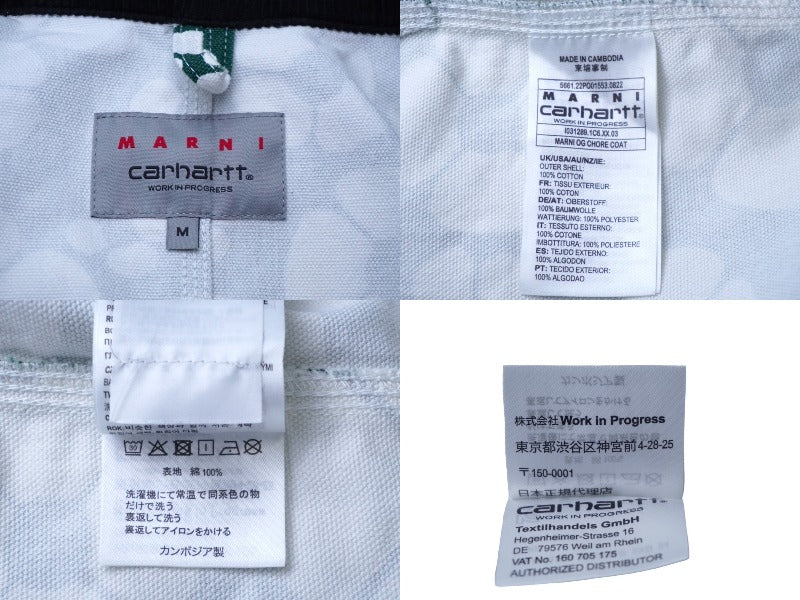 MARNI
carhartt®
WORK IN PROGRESS
M
MADE IN CAMBODIA
柬埔寨制
5661.22PO01553.0822
MARNI
carhartt®
WORK IN PROGRESS
I031289.1C6.XX.03
MARNI OG CHORE COAT
UK/USA/AU/NZ/IE:
OUTER SHELL:
100% COTTON
FR: TISSU EXTERIEUR:
100% COTON
DE/AT: OBERSTOFF:
100% BAUMWOLLE
WATTIERUNG: 100% POLYESTER
IT: TESSUTO ESTERNO:
100% COTONE
IMBOTTITURA: 100% POLIESTERE
ES: TEJIDO EXTERIOR:
100% ALGODON
PT: TECIDO EXTERIOR:
100% ALGODAO
表地 綿 100%
洗濯機にて常温で同系色の物
だけで洗う
裏返して洗う
裏返してアイロンをかける
カンボジア製
株式会社Work in Progress
東京都渋谷区神宮前4-28-25
〒150-0001
日本正規代理店
carhartt®
WORK IN PROGRESS
Textilhandels GmbH
Hegenheimer-Strasse 16
DE 79576 Weil am Rhein
VAT No. 160 705 175
AUTHORIZED DISTRIBUTOR